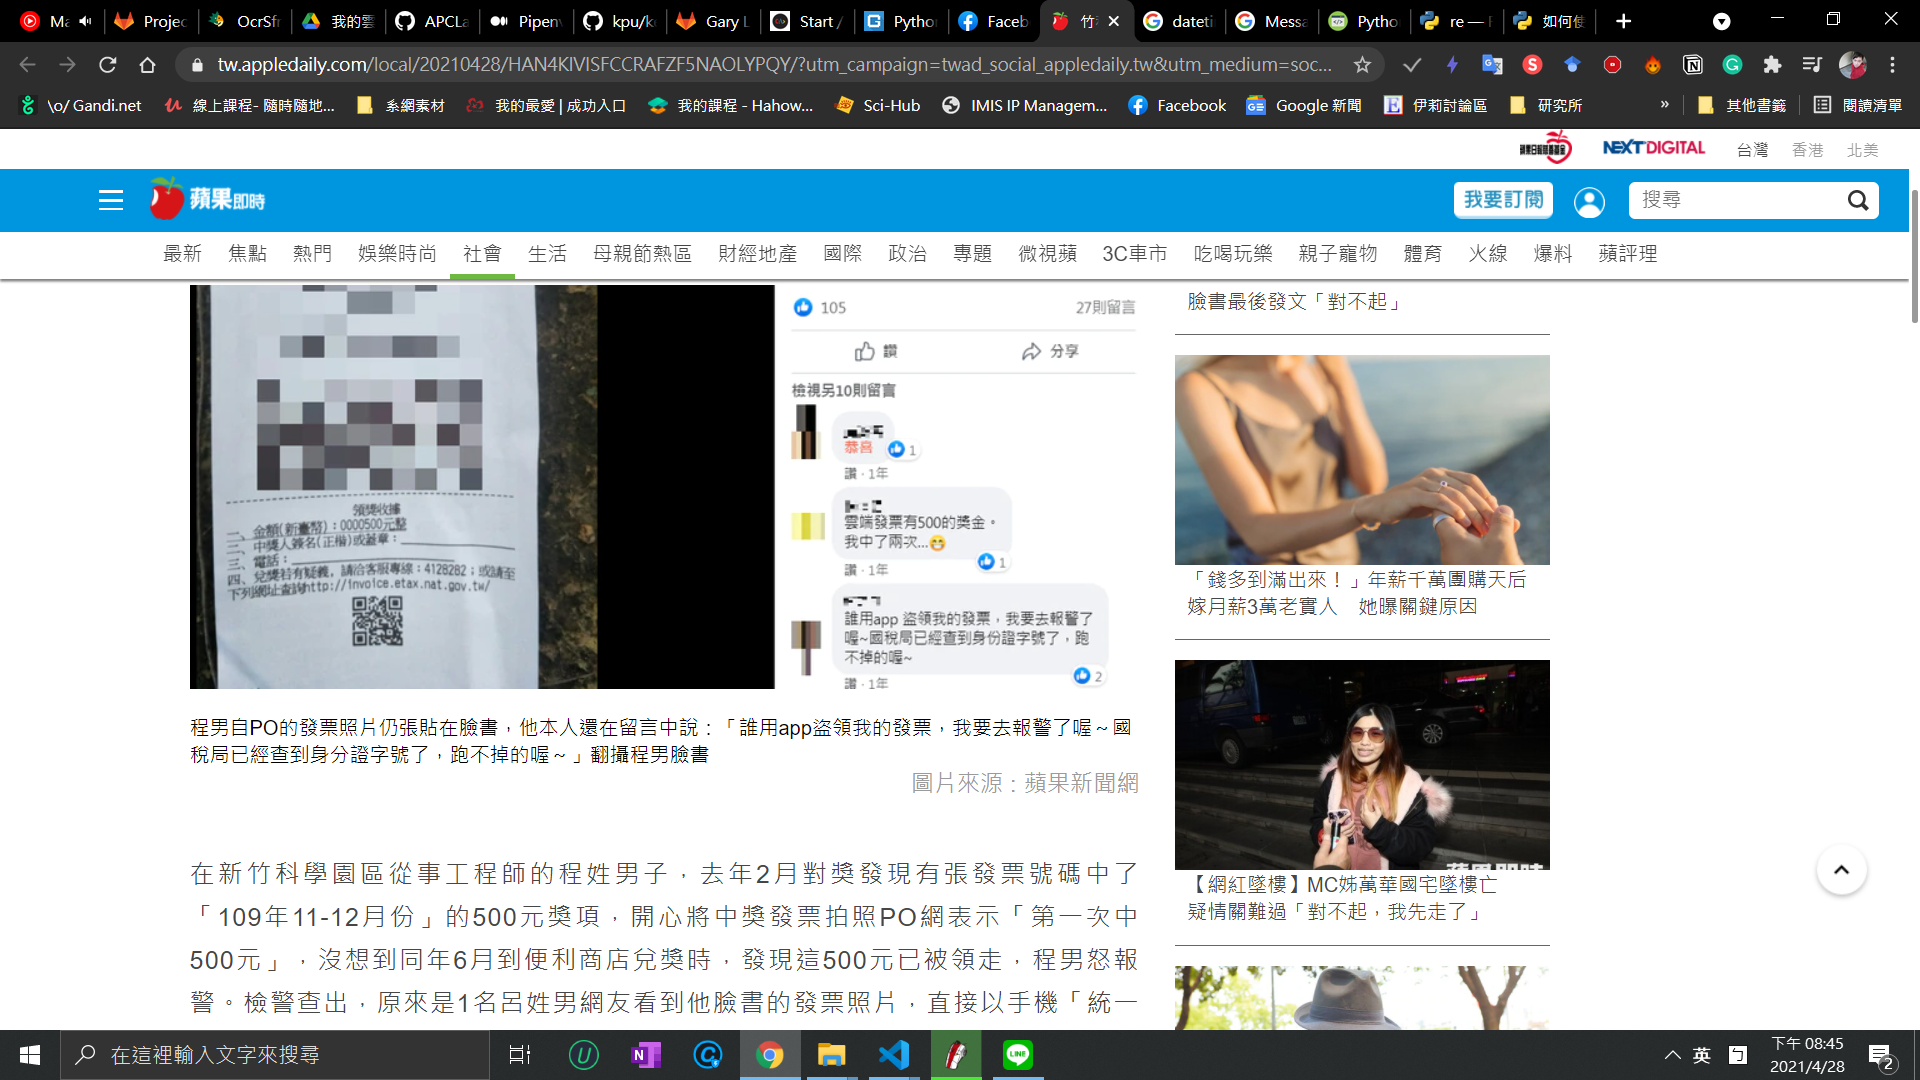 Ma
Projec
OcrSfr
我的雲
APCLa
Pipenv
kpu/k
Gary L
Start /
Python
Faceb
竹科
dateti
Messa
Pytho
re — R
如何使
tw.appledaily.com/local/20210428/HAN4KIVISFCCRAFZF5NAOLYPQY/?utm_campaign=twad_social_appledaily.tw&utm_medium=soc...
\o/ Gandi.net
線上課程- 隨時隨地...
系網素材
我的最愛 | 成功入口
我的課程 - Hahow...
Sci-Hub
IMIS IP Managem...
Facebook
Google 新聞
伊莉討論區
研究所
»
其他書籤
閱讀清單
NEXT DIGITAL
台灣 香港 北美
蘋果即時
我要訂閱
搜尋
最新 焦點 熱門 娛樂時尚 社會 生活 母親節熱區 財經地產 國際 政治 專題 微視蘋 3C車市 吃喝玩樂 親子寵物 體育 火線 爆料 蘋評理
領獎收據
一、金額(新臺幣)：0000500元整
二、中獎人簽名(正楷)或蓋章：
三、電話：
四、兌獎若有疑義，請洽客服專線：4128282；或請至
下列網址查詢http://invoice.etax.nat.gov.tw/
105
27則留言
讚
分享
檢視另10則留言
恭喜
1
讚 · 1年
雲端發票有500的獎金。
我中了兩次...
1
讚 · 1年
誰用app 盜領我的發票，我要去報警了
喔~國稅局已經查到身份證字號了，跑
不掉的喔~
2
讚 · 1年
程男自PO的發票照片仍張貼在臉書，他本人還在留言中說：「誰用app盜領我的發票，我要去報警了喔～國
稅局已經查到身分證字號了，跑不掉的喔～」翻攝程男臉書
圖片來源：蘋果新聞網
在新竹科學園區從事工程師的程姓男子，去年2月對獎發現有張發票號碼中了
「109年11-12月份」的500元獎項，開心將中獎發票拍照PO網表示「第一次中
500元」，沒想到同年6月到便利商店兌獎時，發現這500元已被領走，程男怒報
警。檢警查出，原來是1名呂姓男網友看到他臉書的發票照片，直接以手機「統一
臉書最後發文「對不起」
「錢多到滿出來！」年薪千萬團購天后
嫁月薪3萬老實人　她曝關鍵原因
【網紅墜樓】MC姊萬華國宅墜樓亡
疑情關難過「對不起，我先走了」
在這裡輸入文字來搜尋
英
下午 08:45
2021/4/28
2